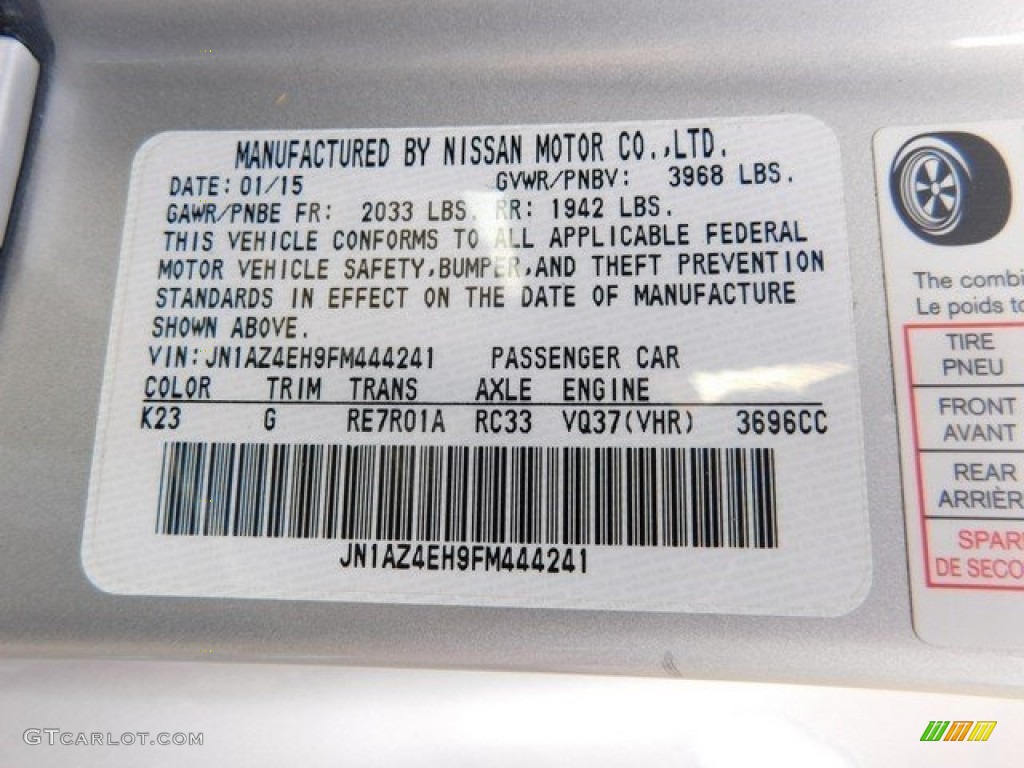 MANUFACTURED BY NISSAN MOTOR CO.,LTD.
DATE: 01/15 GVWR/PNBV: 3968 LBS.
GAWR/PNBE FR: 2033 LBS. RR: 1942 LBS.
THIS VEHICLE CONFORMS TO ALL APPLICABLE FEDERAL
MOTOR VEHICLE SAFETY,BUMPER,AND THEFT PREVENTION
STANDARDS IN EFFECT ON THE DATE OF MANUFACTURE
SHOWN ABOVE.
VIN: JN1AZ4EH9FM444241 PASSENGER CAR
COLOR TRIM TRANS AXLE ENGINE
K23 G RE7R01A RC33 VQ37(VHR) 3696CC
JN1AZ4EH9FM444241
The combi
Le poids to
TIRE
PNEU
FRONT
AVANT
REAR
ARRIÈR
SPAR
DE SECO
GTCARLOT.COM